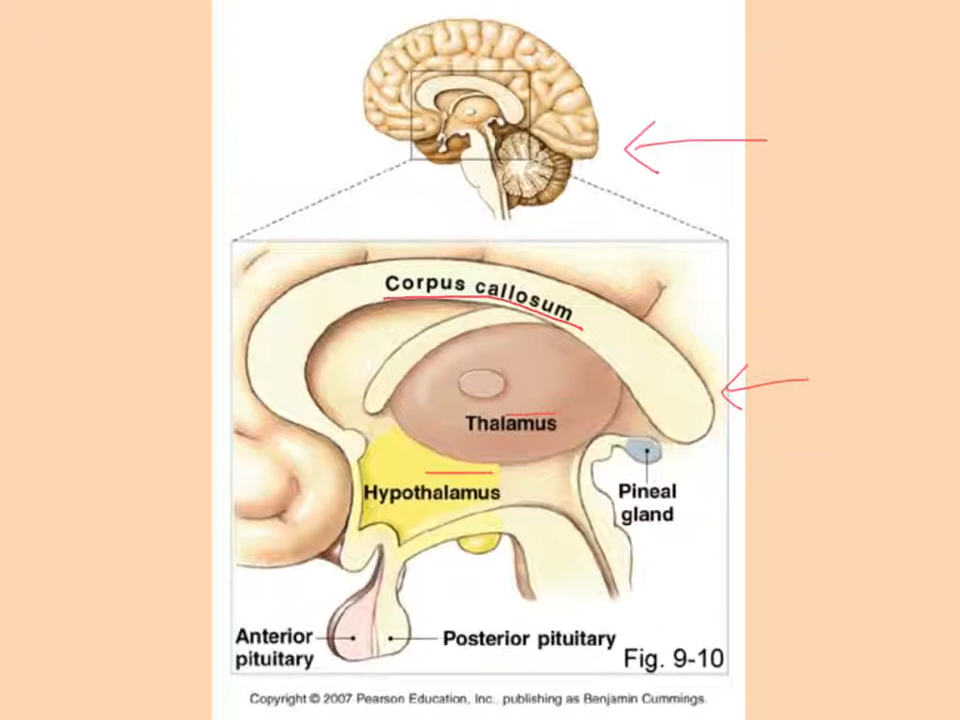 Corpus callosum
Thalamus
Hypothalamus
Pineal
gland
Anterior
pituitary
Posterior pituitary
Fig. 9-10
Copyright © 2007 Pearson Education, Inc., publishing as Benjamin Cummings.